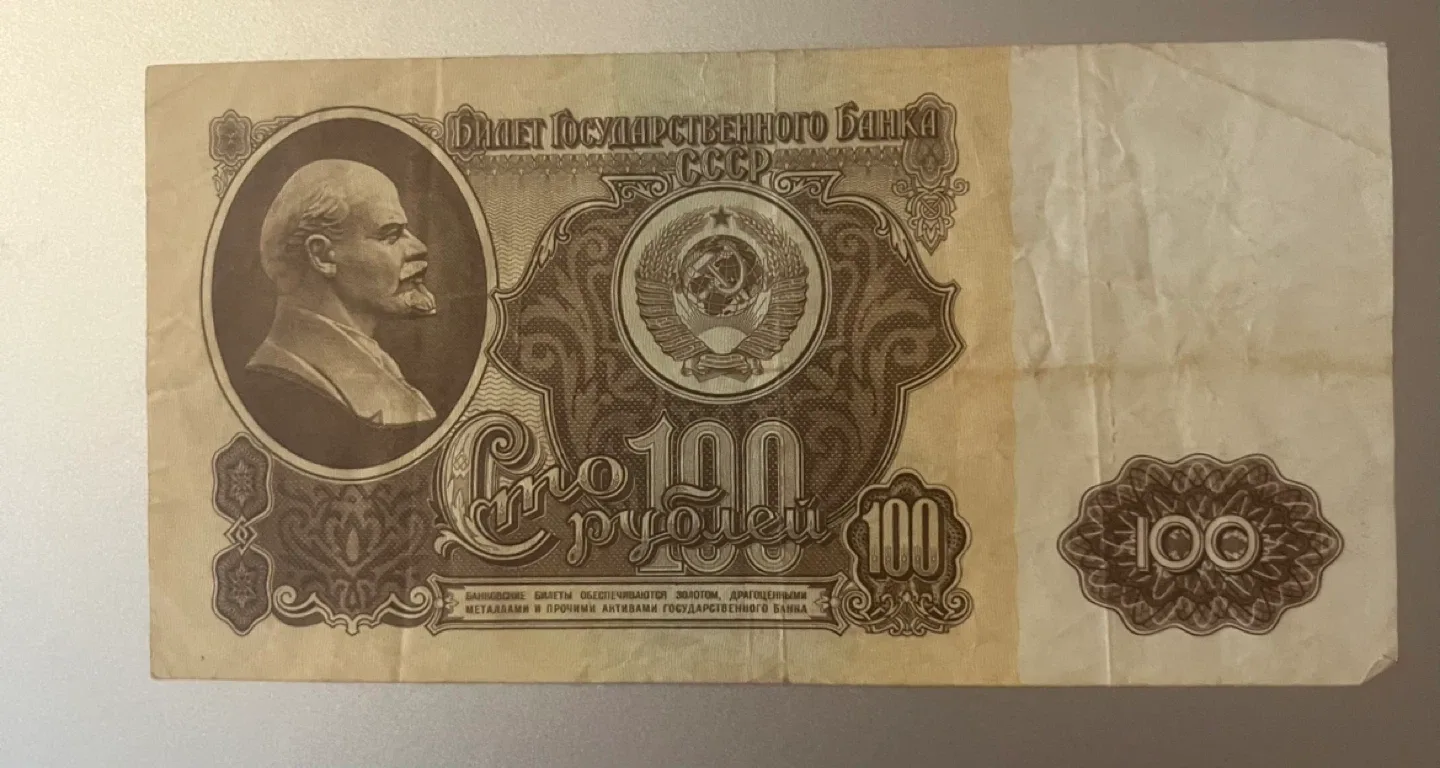 Билет Государственного Банка
СССР
Сто 100
рублей
100
100
БАНКОВСКИЕ БИЛЕТЫ ОБЕСПЕЧИВАЮТСЯ ЗОЛОТОМ, ДРАГОЦЕННЫМИ
МЕТАЛЛАМИ И ПРОЧИМИ АКТИВАМИ ГОСУДАРСТВЕННОГО БАНКА